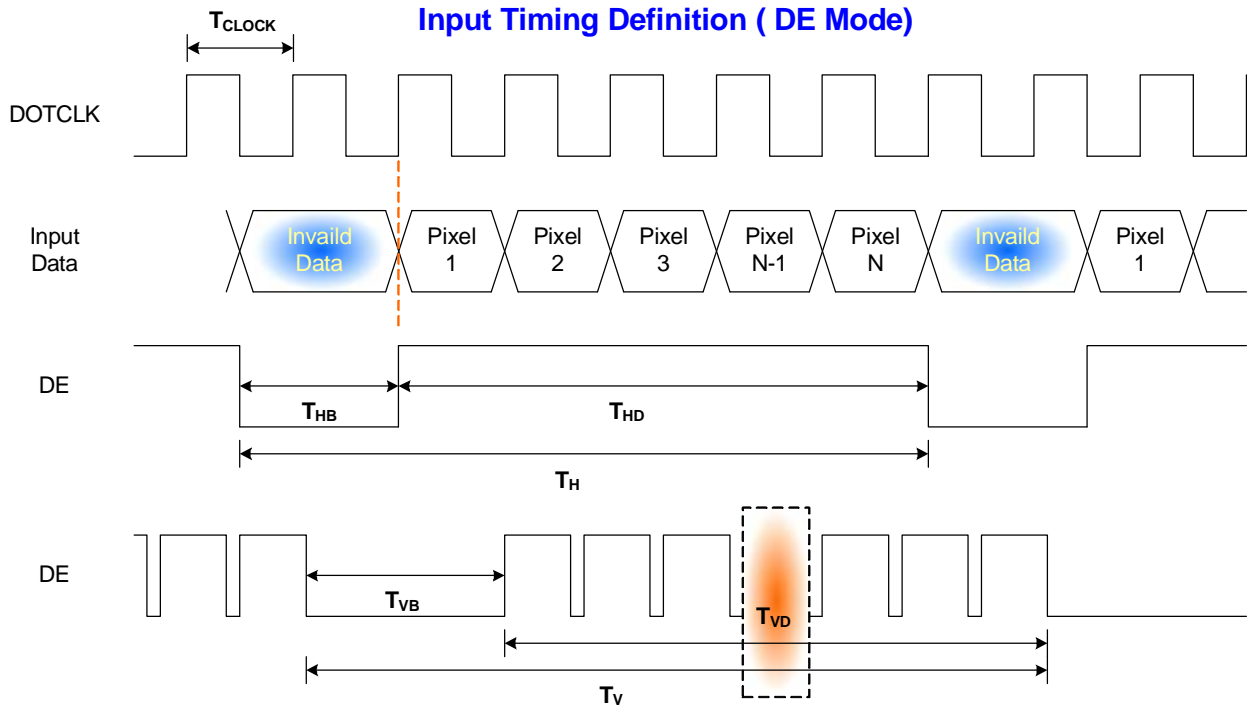 Input Timing Definition ( DE Mode)
TCLOCK
DOTCLK
Input
Data
Invaild
Data
Pixel
1
Pixel
2
Pixel
3
Pixel
N-1
Pixel
N
Invaild
Data
Pixel
1
DE
THB
THD
TH
DE
TVB
TVD
TV